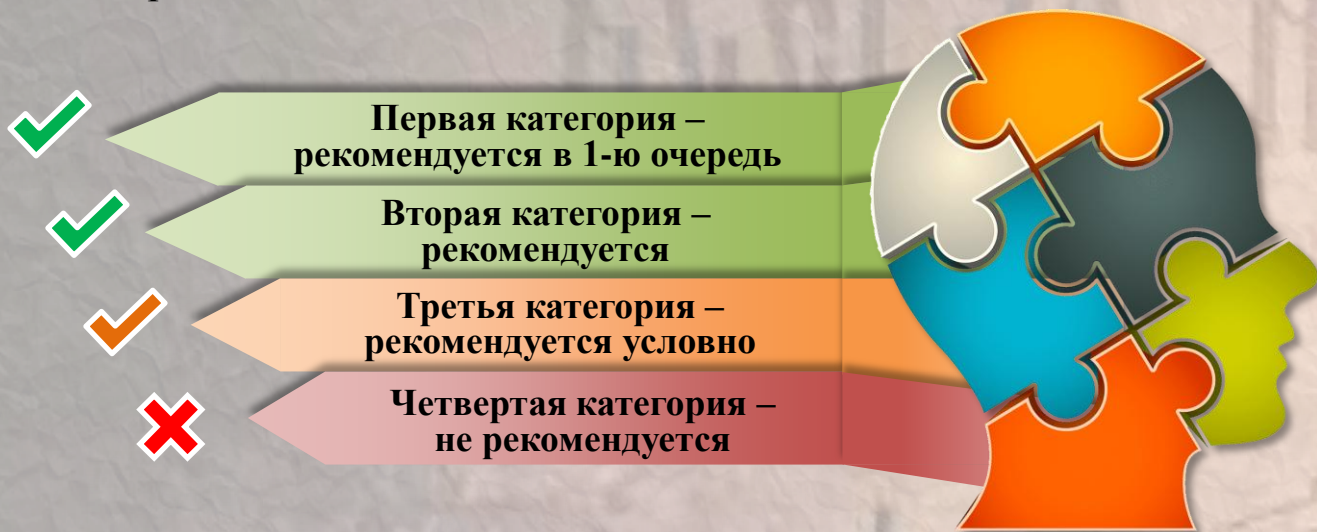 Первая категория –
рекомендуется в 1-ю очередь
Вторая категория –
рекомендуется
Третья категория –
рекомендуется условно
Четвертая категория –
не рекомендуется